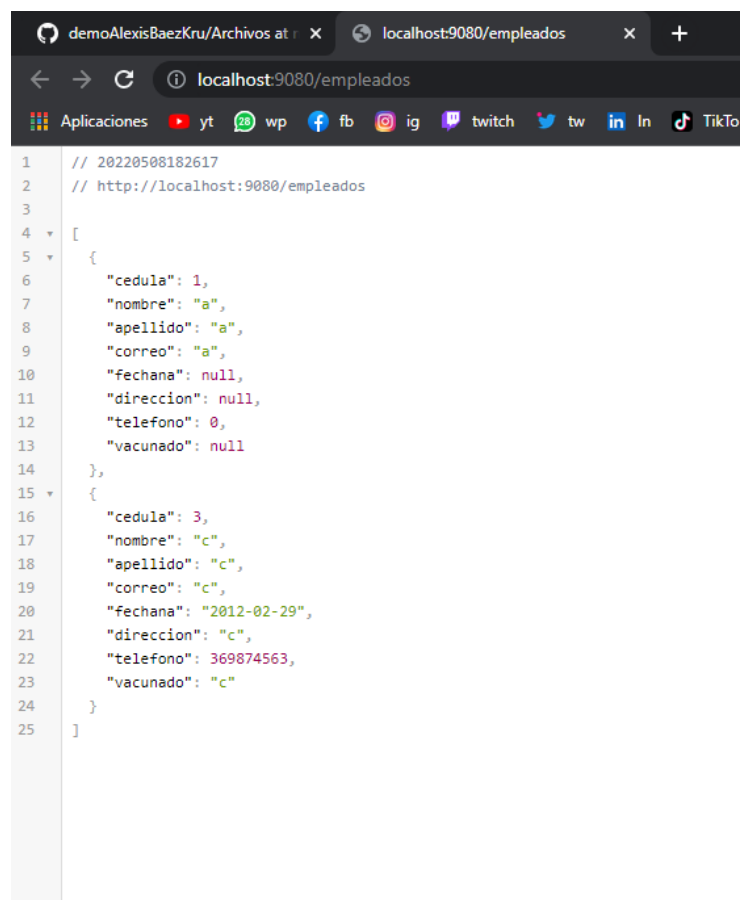 demoAlexisBaezKru/Archivos at
localhost:9080/empleados
localhost:9080/empleados
Aplicaciones yt 28 wp fb ig twitch tw in In TikTo
1 // 20220508182617
2 // http://localhost:9080/empleados
3
4 [
5 {
6 "cedula": 1,
7 "nombre": "a",
8 "apellido": "a",
9 "correo": "a",
10 "fechana": null,
11 "direccion": null,
12 "telefono": 0,
13 "vacunado": null
14 },
15 {
16 "cedula": 3,
17 "nombre": "c",
18 "apellido": "c",
19 "correo": "c",
20 "fechana": "2012-02-29",
21 "direccion": "c",
22 "telefono": 369874563,
23 "vacunado": "c"
24 }
25 ]